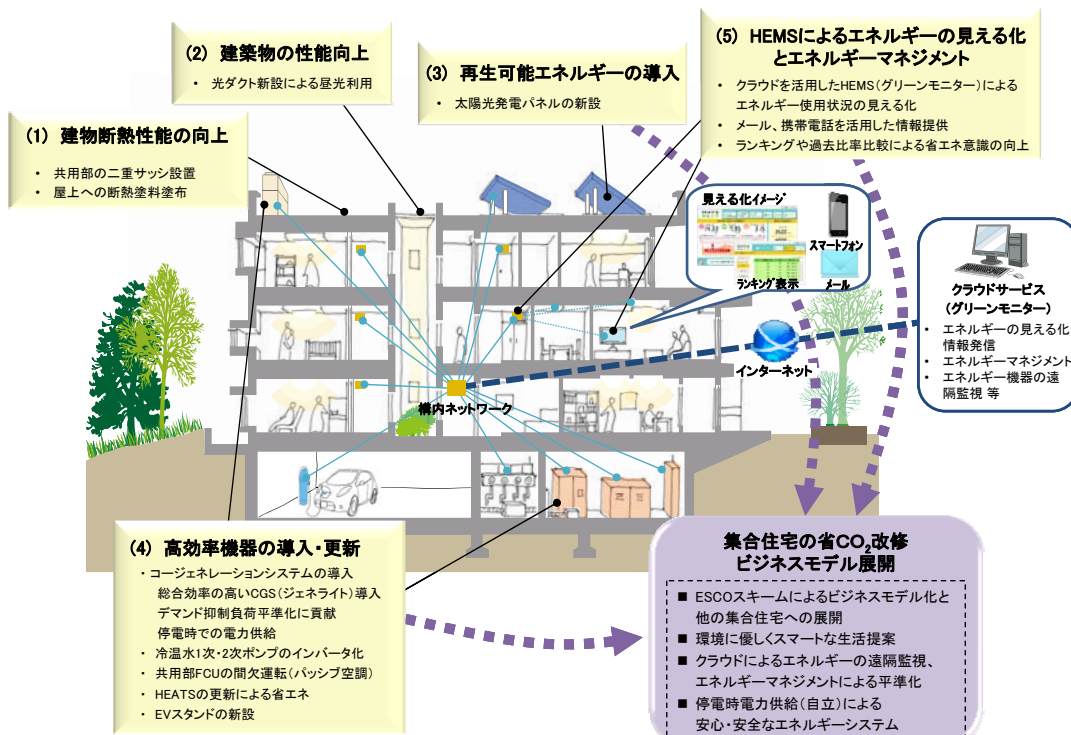 (1) 建物断熱性能の向上
・ 共用部の二重サッシ設置
・ 屋上への断熱塗料塗布
(2) 建築物の性能向上
・ 光ダクト新設による昼光利用
(3) 再生可能エネルギーの導入
・ 太陽光発電パネルの新設
(5) HEMSによるエネルギーの見える化
とエネルギーマネジメント
・ クラウドを活用したHEMS(グリーンモニター)による
エネルギー使用状況の見える化
・ メール、携帯電話を活用した情報提供
・ ランキングや過去比率比較による省エネ意識の向上
見える化イメージ
スマートフォン
ランキング表示
メール
クラウドサービス
(グリーンモニター)
・ エネルギーの見える化
情報発信
・ エネルギーマネジメント
・ エネルギー機器の遠
隔監視 等
インターネット
構内ネットワーク
(4) 高効率機器の導入・更新
・コージェネレーションシステムの導入
総合効率の高いCGS(ジェネライト)導入
デマンド抑制負荷平準化に貢献
停電時での電力供給
・ 冷温水1次・2次ポンプのインバータ化
・ 共用部FCUの間欠運転(パッシブ空調)
・ HEATSの更新による省エネ
・ EVスタンドの新設
集合住宅の省CO₂改修
ビジネスモデル展開
■ ESCOスキームによるビジネスモデル化と
他の集合住宅への展開
■ 環境に優しくスマートな生活提案
■ クラウドによるエネルギーの遠隔監視、
エネルギーマネジメントによる平準化
■ 停電時電力供給(自立)による
安心・安全なエネルギーシステム